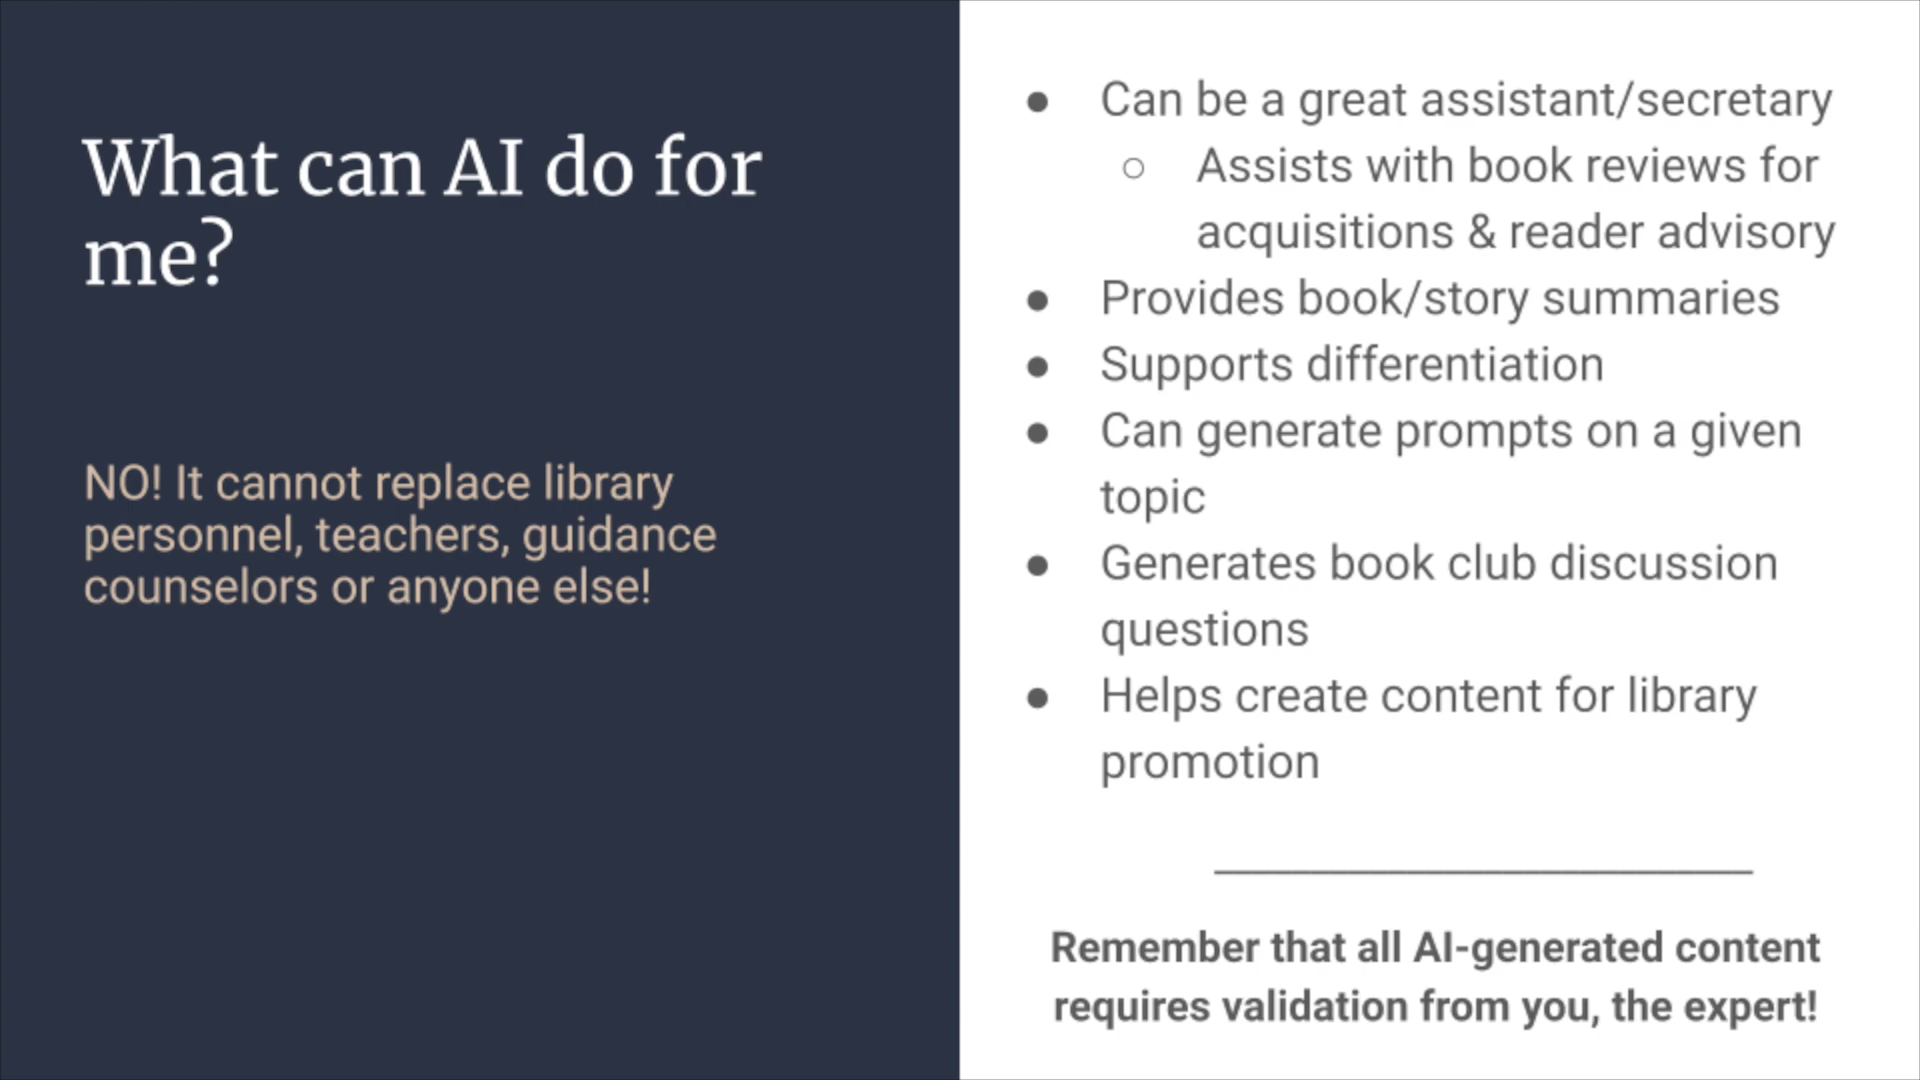 What can AI do for
me?
NO! It cannot replace library
personnel, teachers, guidance
counselors or anyone else!
● Can be a great assistant/secretary
○ Assists with book reviews for
acquisitions & reader advisory
● Provides book/story summaries
● Supports differentiation
● Can generate prompts on a given
topic
● Generates book club discussion
questions
● Helps create content for library
promotion
Remember that all AI-generated content
requires validation from you, the expert!